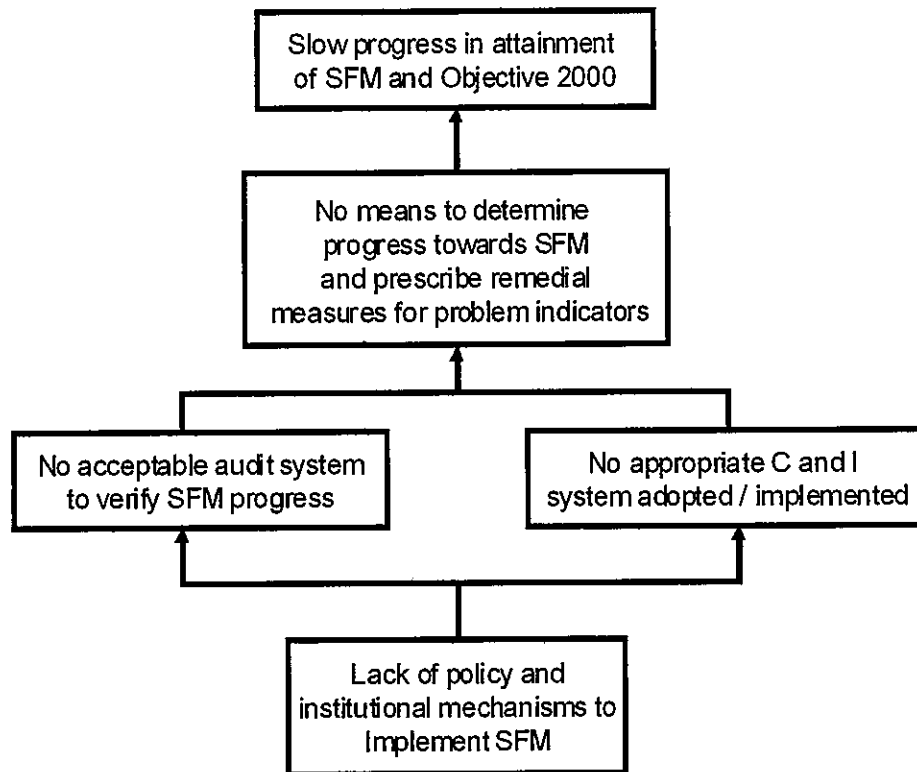 Slow progress in attainment
of SFM and Objective 2000
No means to determine
progress towards SFM
and prescribe remedial
measures for problem indicators
No acceptable audit system
to verify SFM progress
No appropriate C and I
system adopted / implemented
Lack of policy and
institutional mechanisms to
Implement SFM